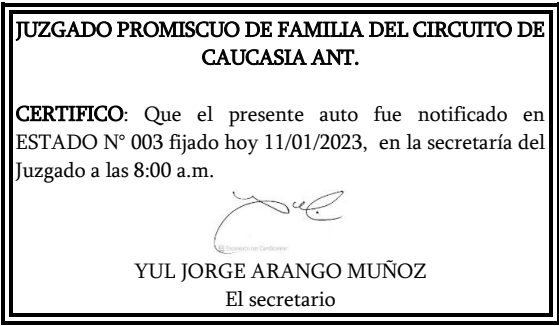 JUZGADO PROMISCUO DE FAMILIA DEL CIRCUITO DE
CAUCASIA ANT.
CERTIFICO: Que el presente auto fue notificado en
ESTADO N° 003 fijado hoy 11/01/2023, en la secretaría del
Juzgado a las 8:00 a.m.
YUL JORGE ARANGO MUÑOZ
El secretario